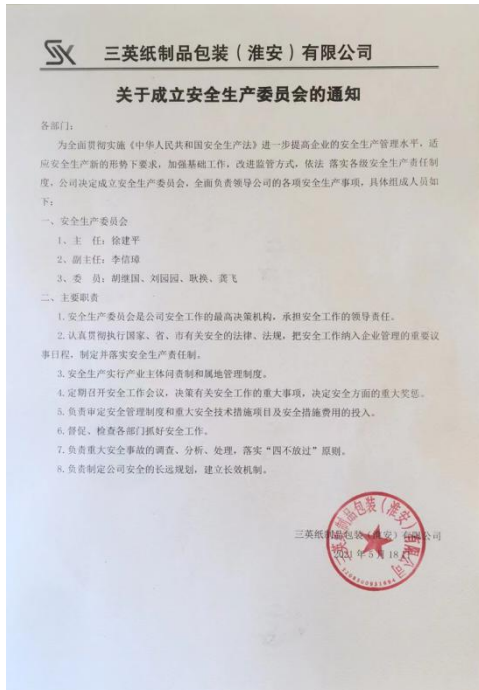 SK
三英纸制品包装（淮安）有限公司
关于成立安全生产委员会的通知
各部门：
为全面贯彻实施《中华人民共和国安全生产法》进一步提高企业的安全生产管理水平，适
应安全生产新的形势下要求，加强基础工作，改进监管方式，依法 落实各级安全生产责任制
度，公司决定成立安全生产委员会，全面负责领导公司的各项安全生产事项，具体组成人员如
下：
一、安全生产委员会
1、主 任：徐建平
2、副主任：李信璋
3、委 员：胡继国、刘园园、耿换、龚飞
二、主要职责
1.安全生产委员会是公司安全工作的最高决策机构，承担安全工作的领导责任。
2.认真贯彻执行国家、省、市有关安全的法律、法规，把安全工作纳入企业管理的重要议
事日程，制定并落实安全生产责任制。
3.安全生产实行产业主体问责制和属地管理制度。
4.定期召开安全工作会议，决策有关安全工作的重大事项，决定安全方面的重大奖惩。
5.负责审定安全管理制度和重大安全技术措施项目及安全措施费用的投入。
6.督促、检查各部门抓好安全工作。
7.负责重大安全事故的调查、分析、处理，落实“四不放过”原则。
8.负责制定公司安全的长远规划，建立长效机制。
三英纸制品包装（淮安）有限公司
2021年5月18日
三英纸制品包装（淮安）有限公司